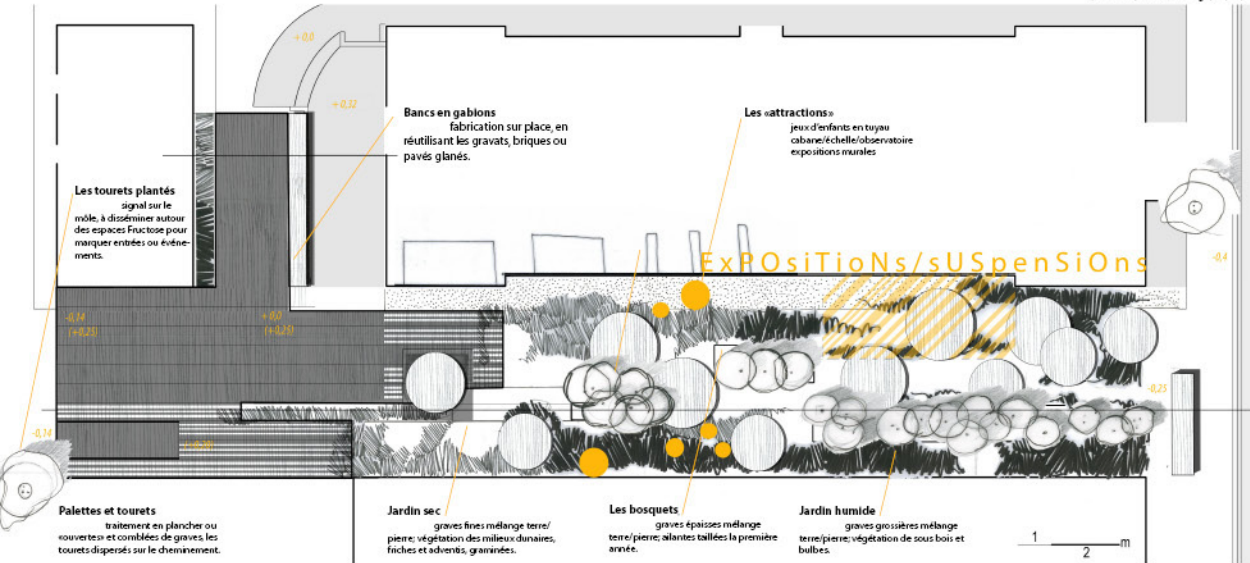 +0,0
+0,12
Bancs en gabions
fabrication sur place, en
réutilisant les gravats, briques ou
pavés glanés.
Les «attractions»
jeux d'enfants en tuyau
cabane/échelle/observatoire
expositions murales
Les tourets plantés
signal sur le
môle, à disséminer autour
des espaces Fructose pour
marquer entrées ou événe-
ments.
ExPOsiTioNs/sUSpenSiOns
-0,4
-0,14
(+0,25)
+0,0
(+0,25)
-0,25
-0,14
Palettes et tourets
traitement en plancher ou
«ouvertes» et comblées de graves, les
tourets dispersés sur le cheminement.
Jardin sec
graves fines mélange terre/
pierre; végétation des milieux dunaires,
friches et adventis, graminées.
Les bosquets
graves épaisses mélange
terre/pierre; ailantes taillées la première
année.
Jardin humide
graves grossières mélange
terre/pierre; végétation de sous bois et
bulbes.
1
2
m